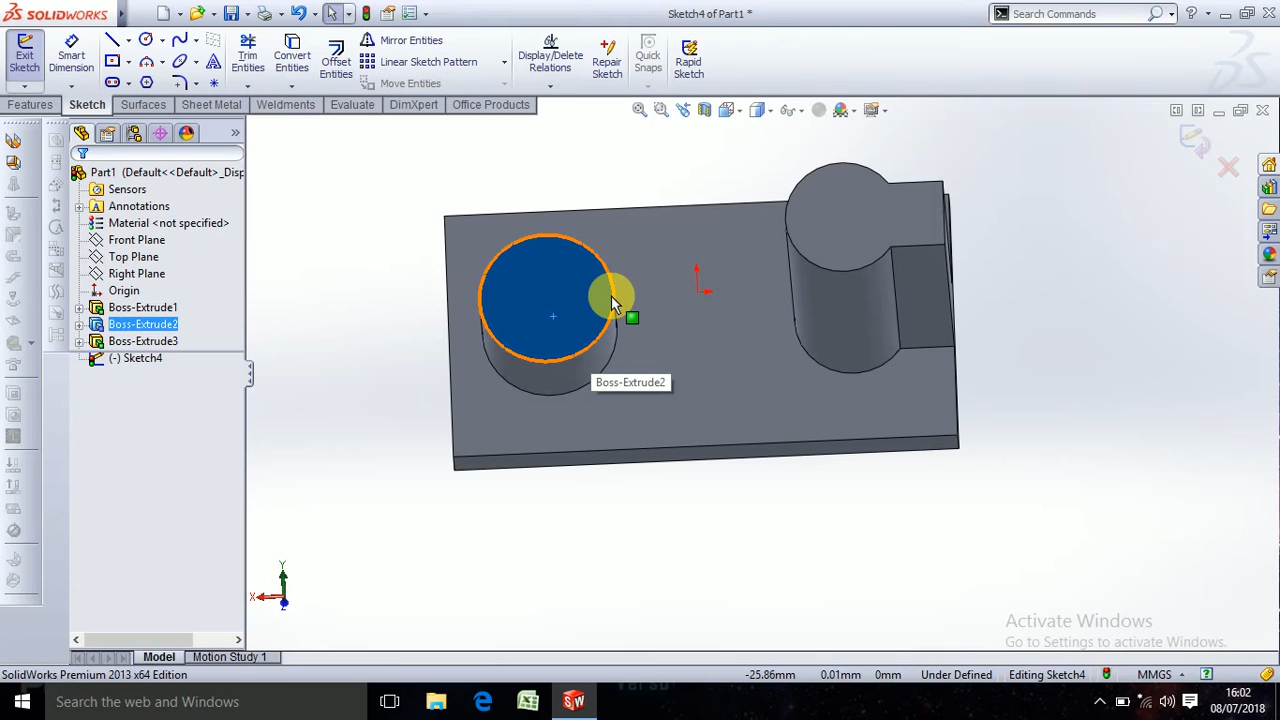 SOLIDWORKS
Sketch4 of Part1 *
Search Commands
Exit Sketch
Smart Dimension
Trim Entities
Convert Entities
Offset Entities
Mirror Entities
Linear Sketch Pattern
Move Entities
Display/Delete Relations
Repair Sketch
Quick Snaps
Rapid Sketch
Features
Sketch
Surfaces
Sheet Metal
Weldments
Evaluate
DimXpert
Office Products
Part1 (Default<<Default>_Disp
Sensors
Annotations
Material <not specified>
Front Plane
Top Plane
Right Plane
Origin
Boss-Extrude1
Boss-Extrude2
Boss-Extrude3
(-) Sketch4
Boss-Extrude2
Y
X
Z
Activate Windows
Go to Settings to activate Windows.
Model
Motion Study 1
SolidWorks Premium 2013 x64 Edition
-25.86mm
0.01mm
0mm
Under Defined
Editing Sketch4
MMGS
Search the web and Windows
16:02
08/07/2018